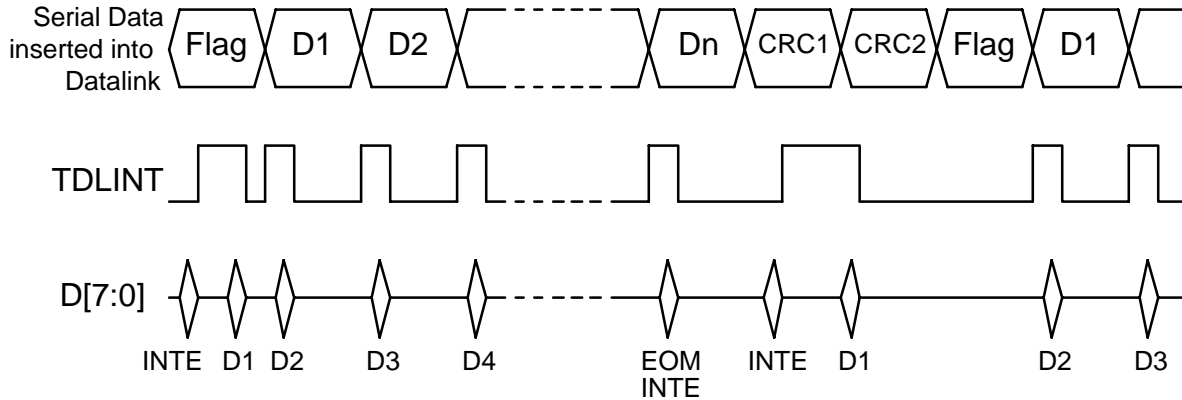 Serial Data
inserted into
Datalink
Flag D1 D2 Dn CRC1 CRC2 Flag D1
TDLINT
D[7:0]
INTE D1 D2 D3 D4 EOM INTE D1 D2 D3
INTE